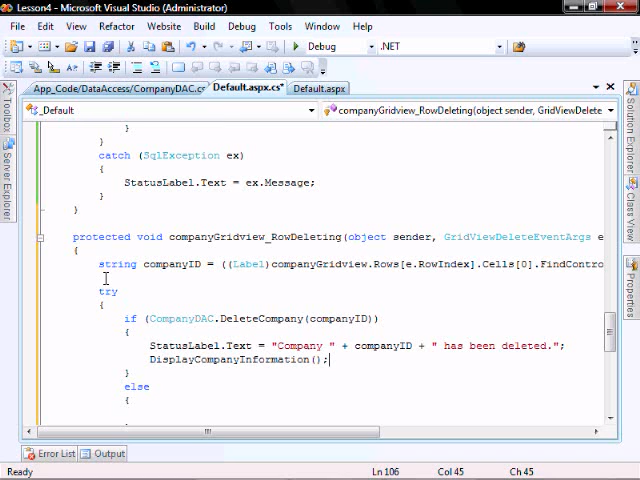 Lesson4 - Microsoft Visual Studio (Administrator)
File Edit View Refactor Website Build Debug Tools Window Help
Debug .NET
App_Code/DataAccess/CompanyDAC.cs Default.aspx.cs* Default.aspx
_Default companyGridview_RowDeleting(object sender, GridViewDelete
}
}
catch (SqlException ex)
{
StatusLabel.Text = ex.Message;
}
}
protected void companyGridview_RowDeleting(object sender, GridViewDeleteEventArgs e
{
string companyID = ((Label)companyGridview.Rows[e.RowIndex].Cells[0].FindContro
try
{
if (CompanyDAC.DeleteCompany(companyID))
{
StatusLabel.Text = "Company " + companyID + " has been deleted.";
DisplayCompanyInformation();
}
else
{
Toolbox
Server Explorer
Solution Explorer
Class View
Properties
Error List Output
Ready Ln 106 Col 45 Ch 45